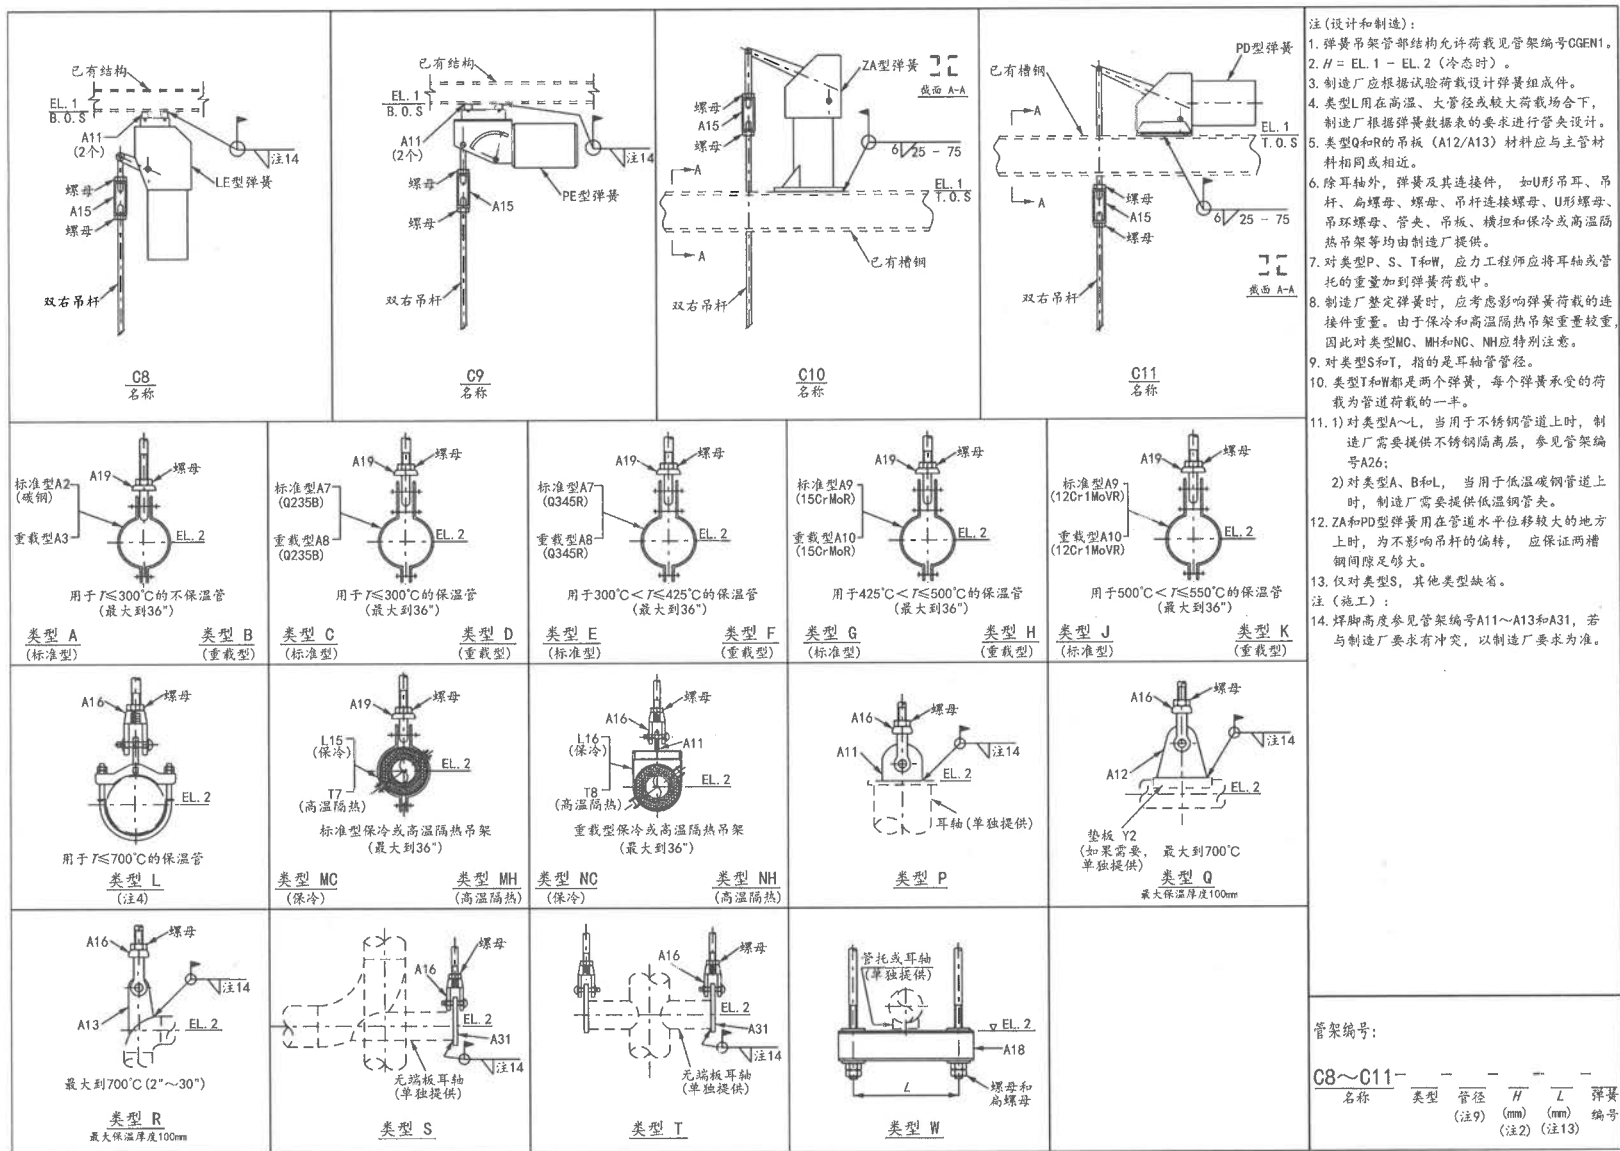 已有结构
EL.1
B.O.S
A11
(2个)
注14
LE型弹簧
螺母
A15
螺母
双右吊杆
C8
名称
已有结构
EL.1
B.O.S
A11
(2个)
注14
螺母
PE型弹簧
A15
螺母
双右吊杆
C9
名称
ZA型弹簧
截面 A-A
螺母
A15
螺母
A
6 25 - 75
EL.1
T.O.S
A
已有槽钢
双右吊杆
C10
名称
PD型弹簧
已有槽钢
A
EL.1
T.O.S
A
螺母
A15
螺母
6 25 - 75
截面 A-A
双右吊杆
C11
名称
标准型A2
(碳钢)
A19
螺母
重载型A3
EL.2
用于T≤300℃的不保温管
(最大到36")
类型 A
(标准型)
类型 B
(重载型)
标准型A7
(Q235B)
A19
螺母
重载型A8
(Q235B)
EL.2
用于T≤300℃的保温管
(最大到36")
类型 C
(标准型)
类型 D
(重载型)
标准型A7
(Q345R)
A19
螺母
重载型A8
(Q345R)
EL.2
用于300℃<T≤425℃的保温管
(最大到36")
类型 E
(标准型)
类型 F
(重载型)
标准型A9
(15CrMoR)
A19
螺母
重载型A10
(15CrMoR)
EL.2
用于425℃<T≤500℃的保温管
(最大到36")
类型 G
(标准型)
类型 H
(重载型)
标准型A9
(12Cr1MoVR)
A19
螺母
重载型A10
(12Cr1MoVR)
EL.2
用于500℃<T≤550℃的保温管
(最大到36")
类型 J
(标准型)
类型 K
(重载型)
A16
螺母
EL.2
用于T≤700℃的保温管
类型 L
(注4)
A19
螺母
L15
(保冷)
EL.2
T7
(高温隔热)
标准型保冷或高温隔热吊架
(最大到36")
类型 MC
(保冷)
类型 MH
(高温隔热)
A16
螺母
L16
(保冷)
A11
EL.2
T8
(高温隔热)
重载型保冷或高温隔热吊架
(最大到36")
类型 NC
(保冷)
类型 NH
(高温隔热)
A16
螺母
A11
注14
EL.2
耳轴(单独提供)
类型 P
A16
螺母
注14
A12
EL.2
垫板 Y2
(如果需要,
单独提供)
最大到700℃
类型 Q
最大保温厚度100mm
A16
螺母
注14
A13
EL.2
最大到700℃(2"～30")
类型 R
最大保温厚度100mm
A16
螺母
EL.2
A31
注14
无端板耳轴
(单独提供)
类型 S
A16
螺母
EL.2
A31
注14
无端板耳轴
(单独提供)
类型 T
管托或耳轴
(单独提供)
EL.2
A18
L
螺母和
扁螺母
类型 W
注(设计和制造):
1. 弹簧吊架管部结构允许荷载见管架编号CGEN1。
2. H = EL.1 - EL.2 (冷态时)。
3. 制造厂应根据试验荷载设计弹簧组成件。
4. 类型L用在高温、大管径或较大荷载场合下,
制造厂根据弹簧数据表的要求进行管夹设计。
5. 类型Q和R的吊板 (A12/A13) 材料应与主管材
料相同或相近。
6. 除耳轴外, 弹簧及其连接件, 如U形吊耳、吊
杆、扁螺母、螺母、吊杆连接螺母、U形螺母、
吊环螺母、管夹、吊板、横担和保冷或高温隔
热吊架等均由制造厂提供。
7. 对类型P、S、T和W, 应力工程师应将耳轴或管
托的重量加到弹簧荷载中。
8. 制造厂整定弹簧时, 应考虑影响弹簧荷载的连
接件重量。由于保冷和高温隔热吊架重量较重,
因此对类型MC、MH和NC、NH应特别注意。
9. 对类型S和T, 指的是耳轴管管径。
10. 类型T和W都是两个弹簧, 每个弹簧承受的荷
载为管道荷载的一半。
11. 1) 对类型A～L, 当用于不锈钢管道上时, 制
造厂需要提供不锈钢隔离层, 参见管架编
号A26;
2) 对类型A、B和L, 当用于低温碳钢管道上
时, 制造厂需要提供低温钢管夹。
12. ZA和PD型弹簧用在管道水平位移较大的地方
上时, 为不影响吊杆的偏转, 应保证两槽
钢间隙足够大。
13. 仅对类型S, 其他类型缺省。
注 (施工):
14. 焊脚高度参见管架编号A11～A13和A31, 若
与制造厂要求有冲突, 以制造厂要求为准。
管架编号:
C8～C11 - - - - -
名称 类型 管径 H L 弹簧
(注9) (mm) (mm) 编号
(注2) (注13)